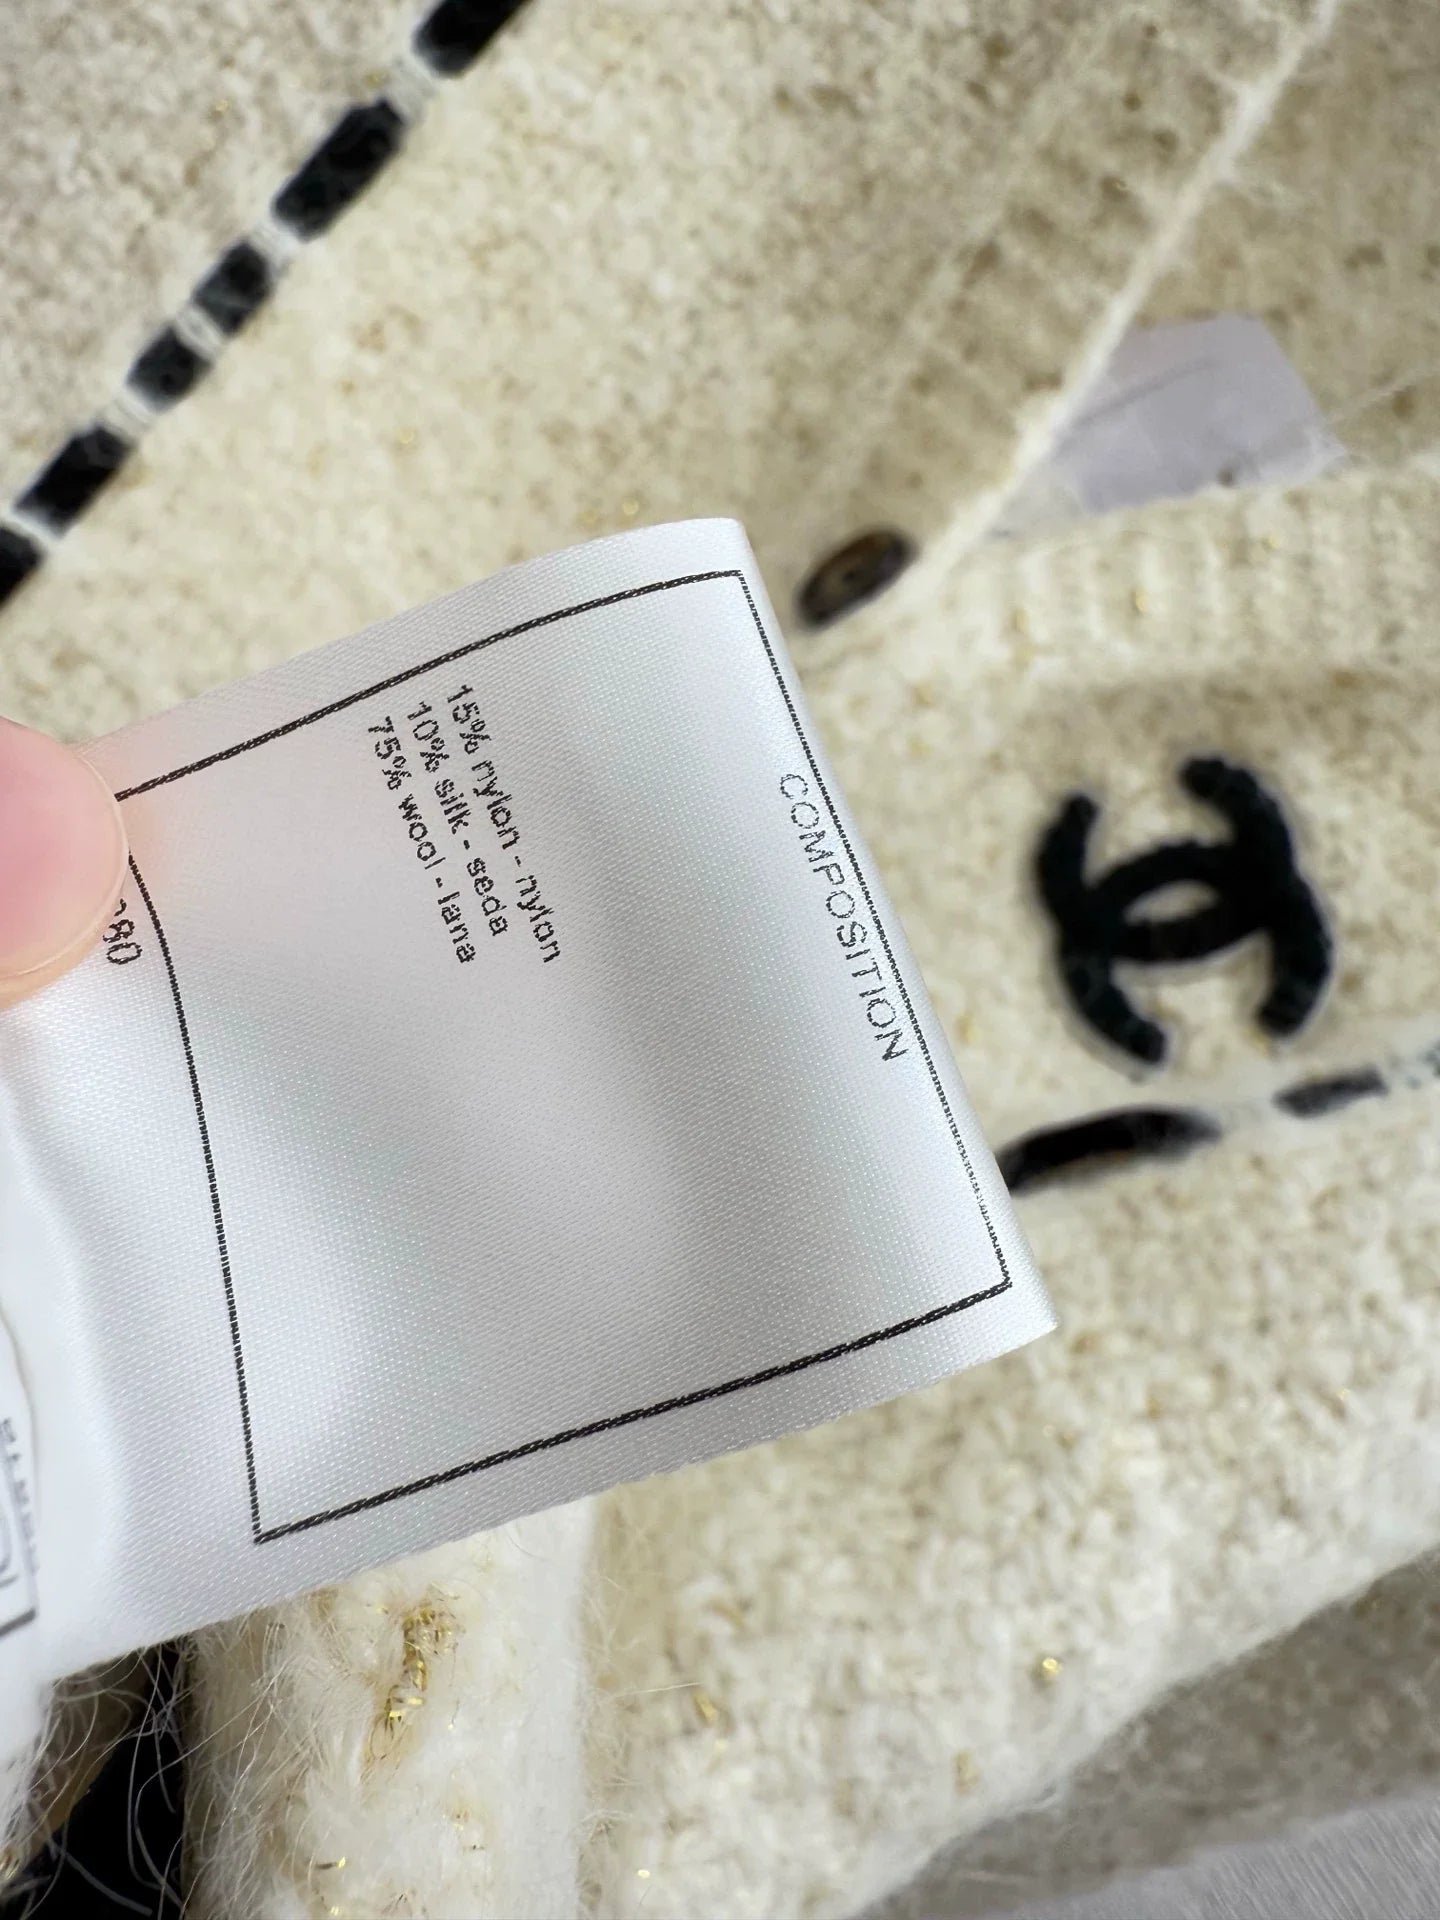 COMPOSITION
15% nylon - nylon
10% silk - seda
75% wool - lana